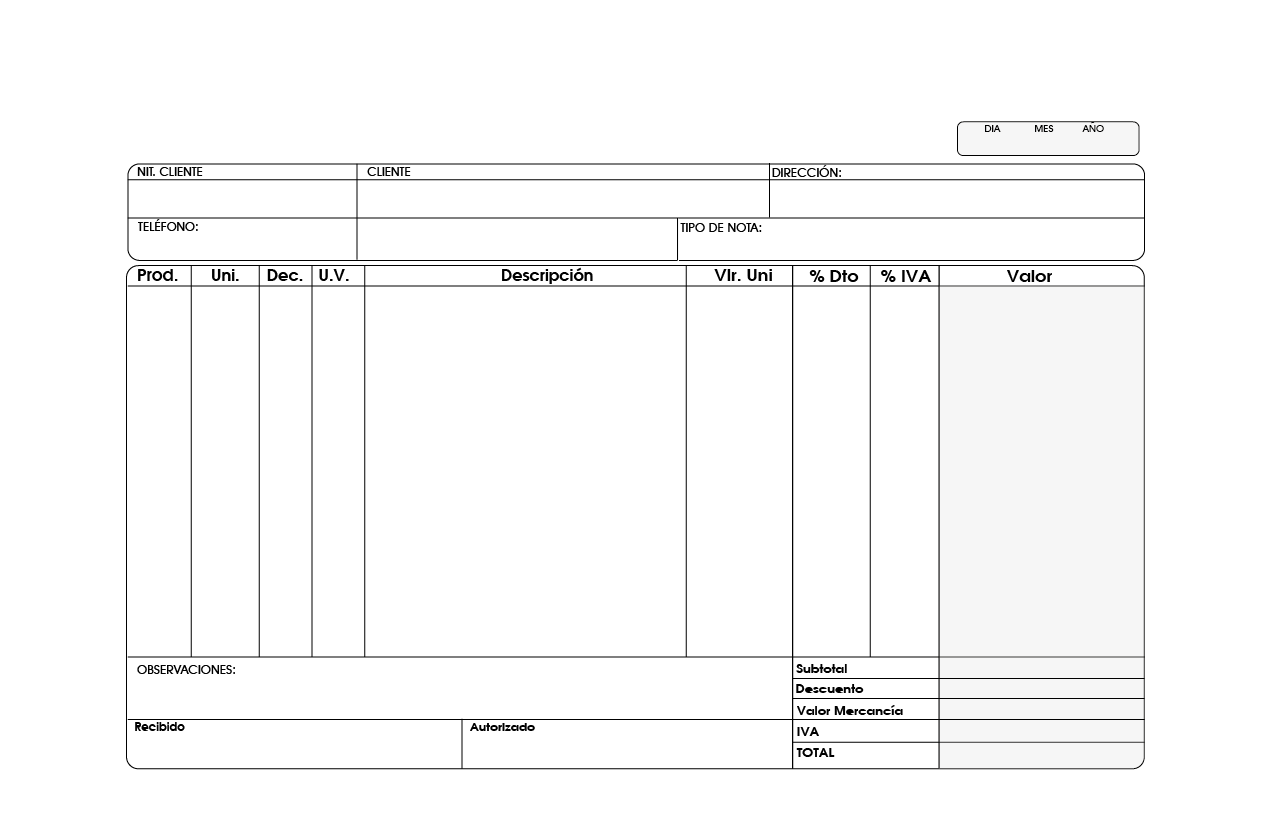 DIA MES AÑO
NIT. CLIENTE CLIENTE DIRECCIÓN:
TELÉFONO: TIPO DE NOTA:
Prod. Uni. Dec. U.V. Descripción Vlr. Uni % Dto % IVA Valor
OBSERVACIONES:
Subtotal
Descuento
Valor Mercancía
Recibido Autorizado
IVA
TOTAL